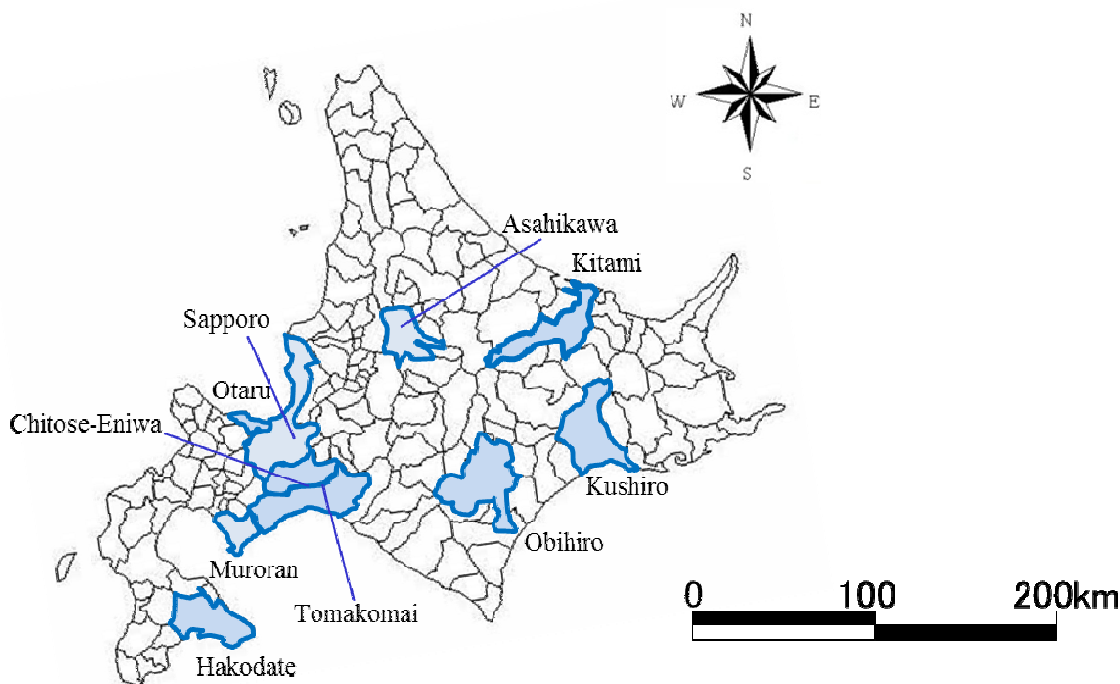 N
W
E
S
Asahikawa
Kitami
Sapporo
Otaru
Chitose-Eniwa
Kushiro
Obihiro
Muroran
Tomakomai
Hakodate
0 100 200km